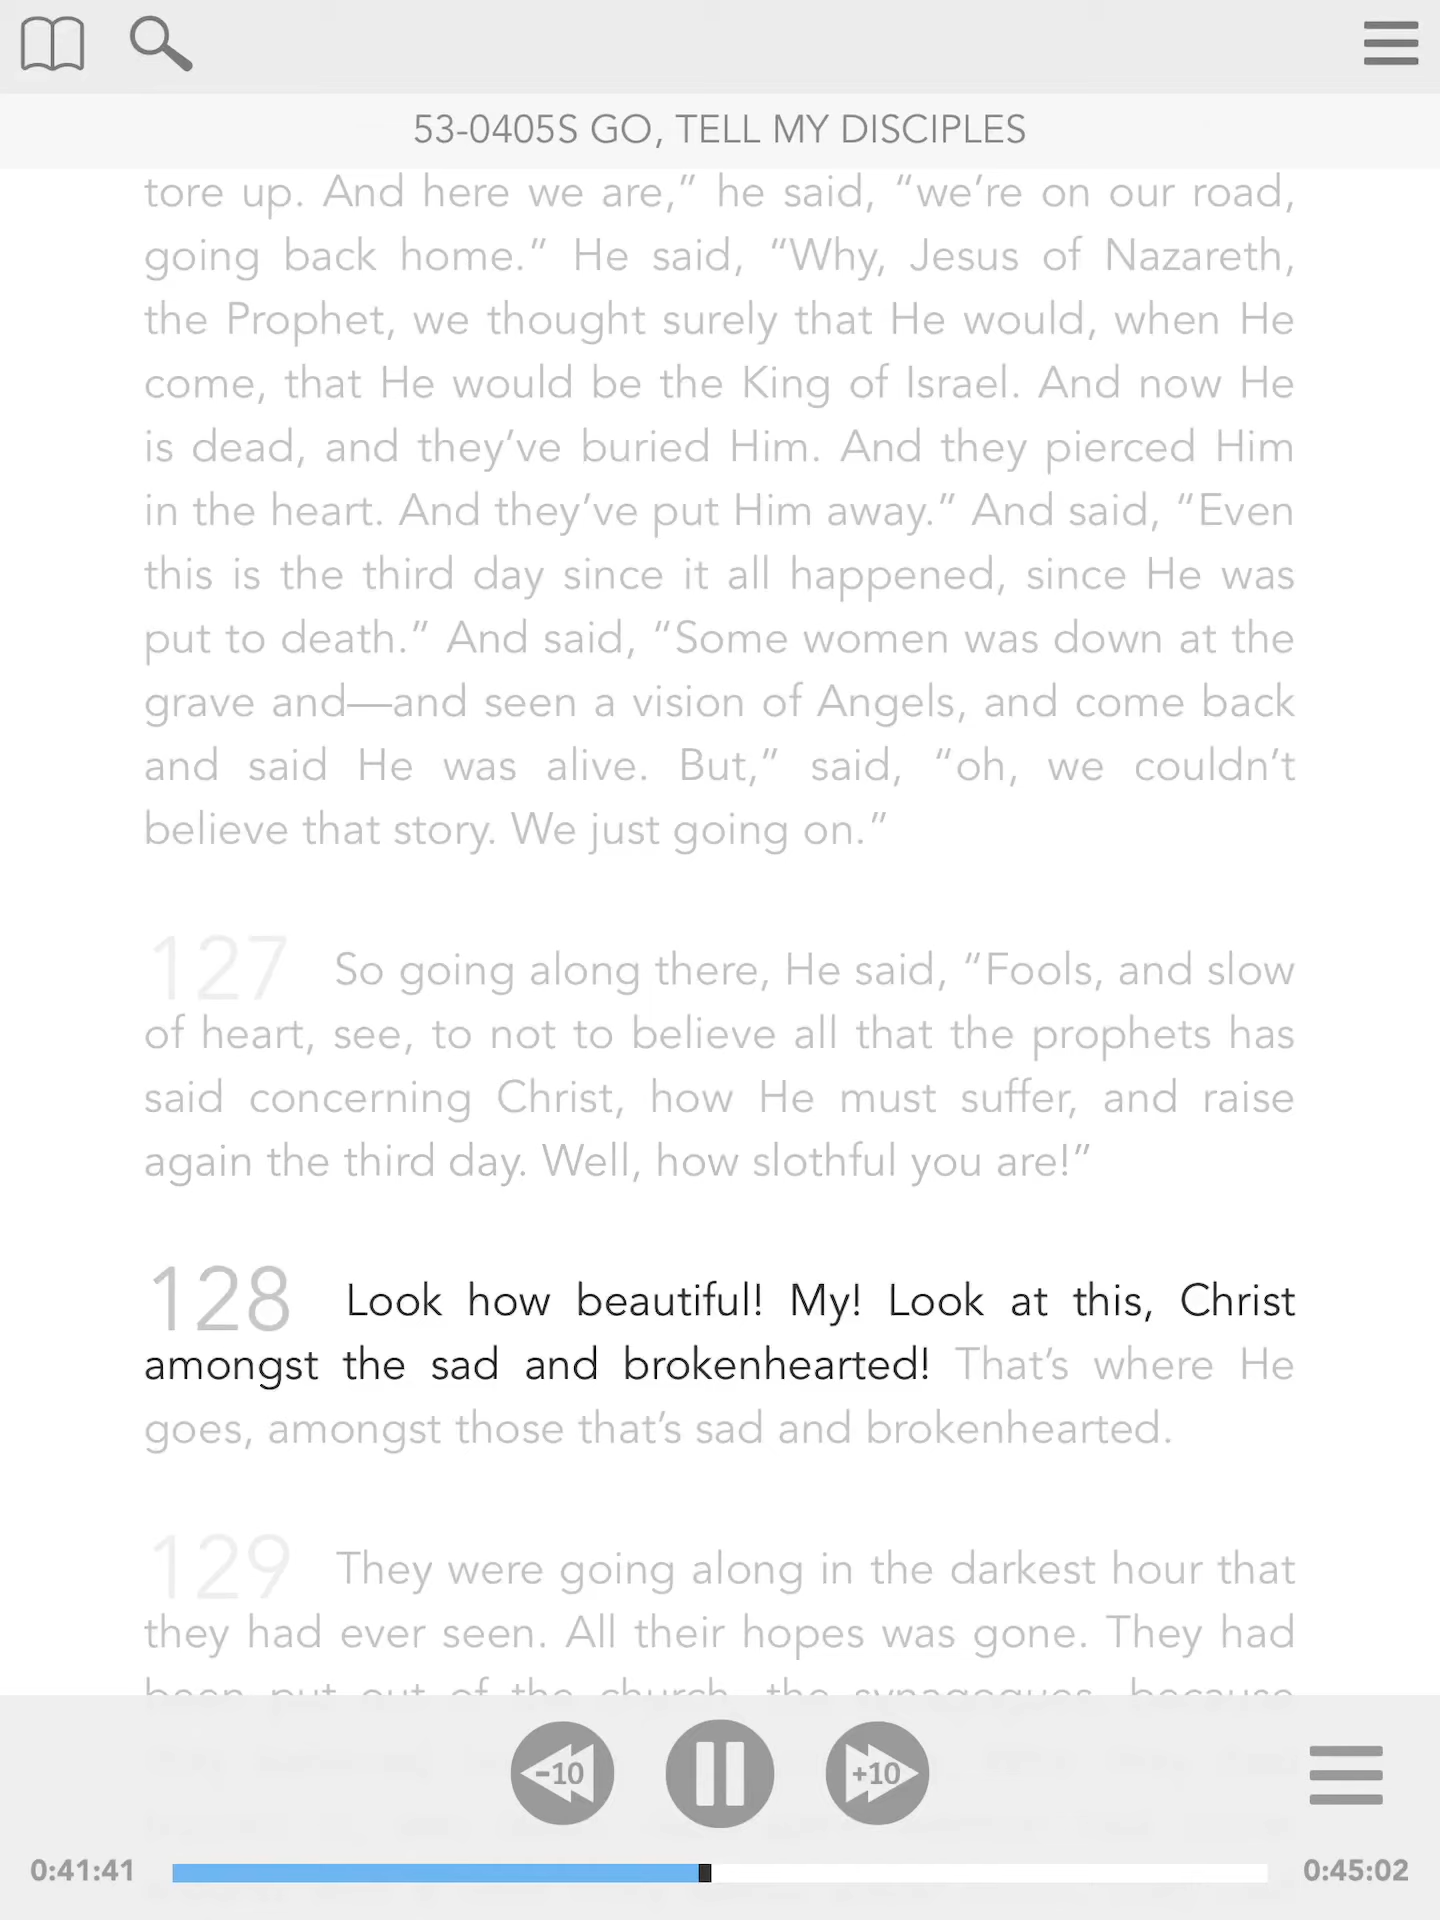 53-0405S GO, TELL MY DISCIPLES
tore up. And here we are,” he said, “we’re on our road,
going back home.” He said, “Why, Jesus of Nazareth,
the Prophet, we thought surely that He would, when He
come, that He would be the King of Israel. And now He
is dead, and they’ve buried Him. And they pierced Him
in the heart. And they’ve put Him away.” And said, “Even
this is the third day since it all happened, since He was
put to death.” And said, “Some women was down at the
grave and—and seen a vision of Angels, and come back
and said He was alive. But,” said, “oh, we couldn’t
believe that story. We just going on.”
127 So going along there, He said, “Fools, and slow
of heart, see, to not to believe all that the prophets has
said concerning Christ, how He must suffer, and raise
again the third day. Well, how slothful you are!”
128 Look how beautiful! My! Look at this, Christ
amongst the sad and brokenhearted! That’s where He
goes, amongst those that’s sad and brokenhearted.
129 They were going along in the darkest hour that
they had ever seen. All their hopes was gone. They had
been put out of the church, the synagogues, because
-10 +10
0:41:41 0:45:02